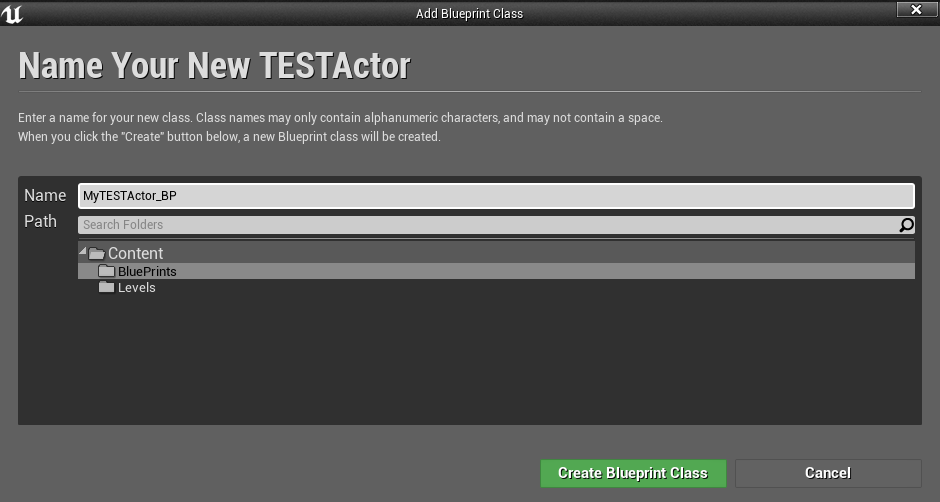 Add Blueprint Class
Name Your New TESTActor
Enter a name for your new class. Class names may only contain alphanumeric characters, and may not contain a space.
When you click the "Create" button below, a new Blueprint class will be created.
Name
MyTESTActor_BP
Path
Search Folders
Content
BluePrints
Levels
Create Blueprint Class
Cancel